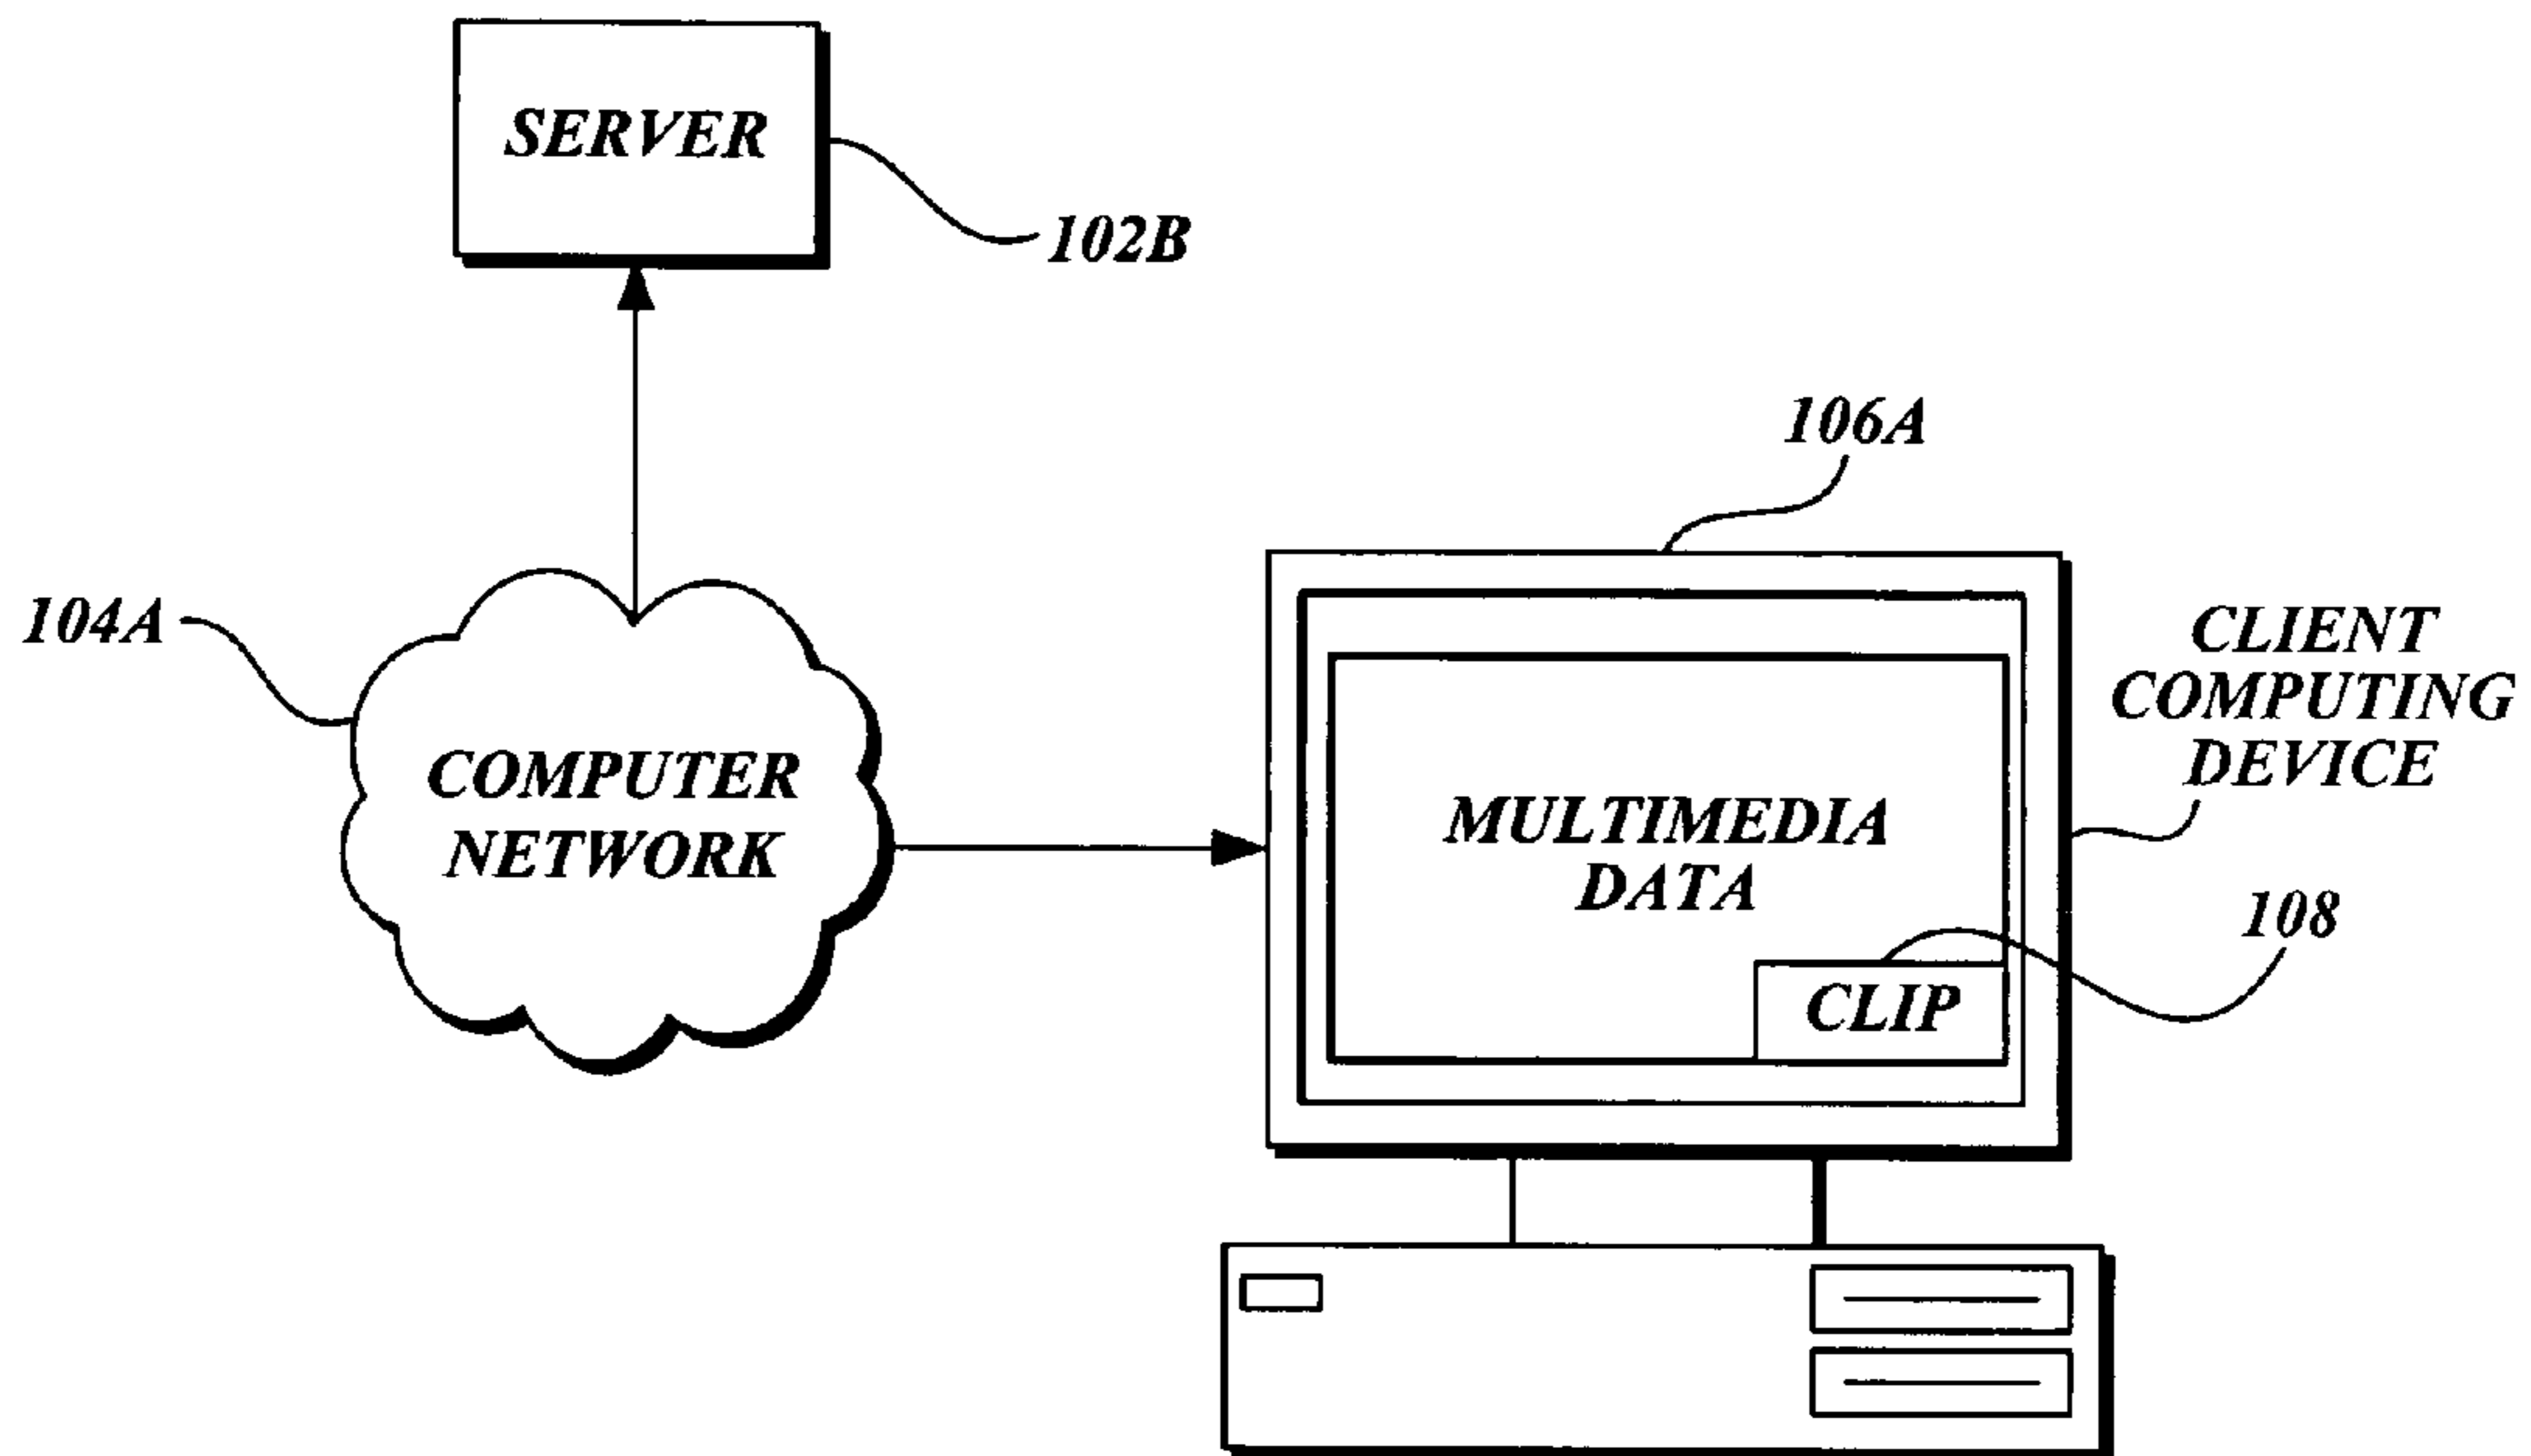 SERVER
102B
106A
104A
CLIENT
COMPUTING
DEVICE
COMPUTER
NETWORK
MULTIMEDIA
DATA
108
CLIP